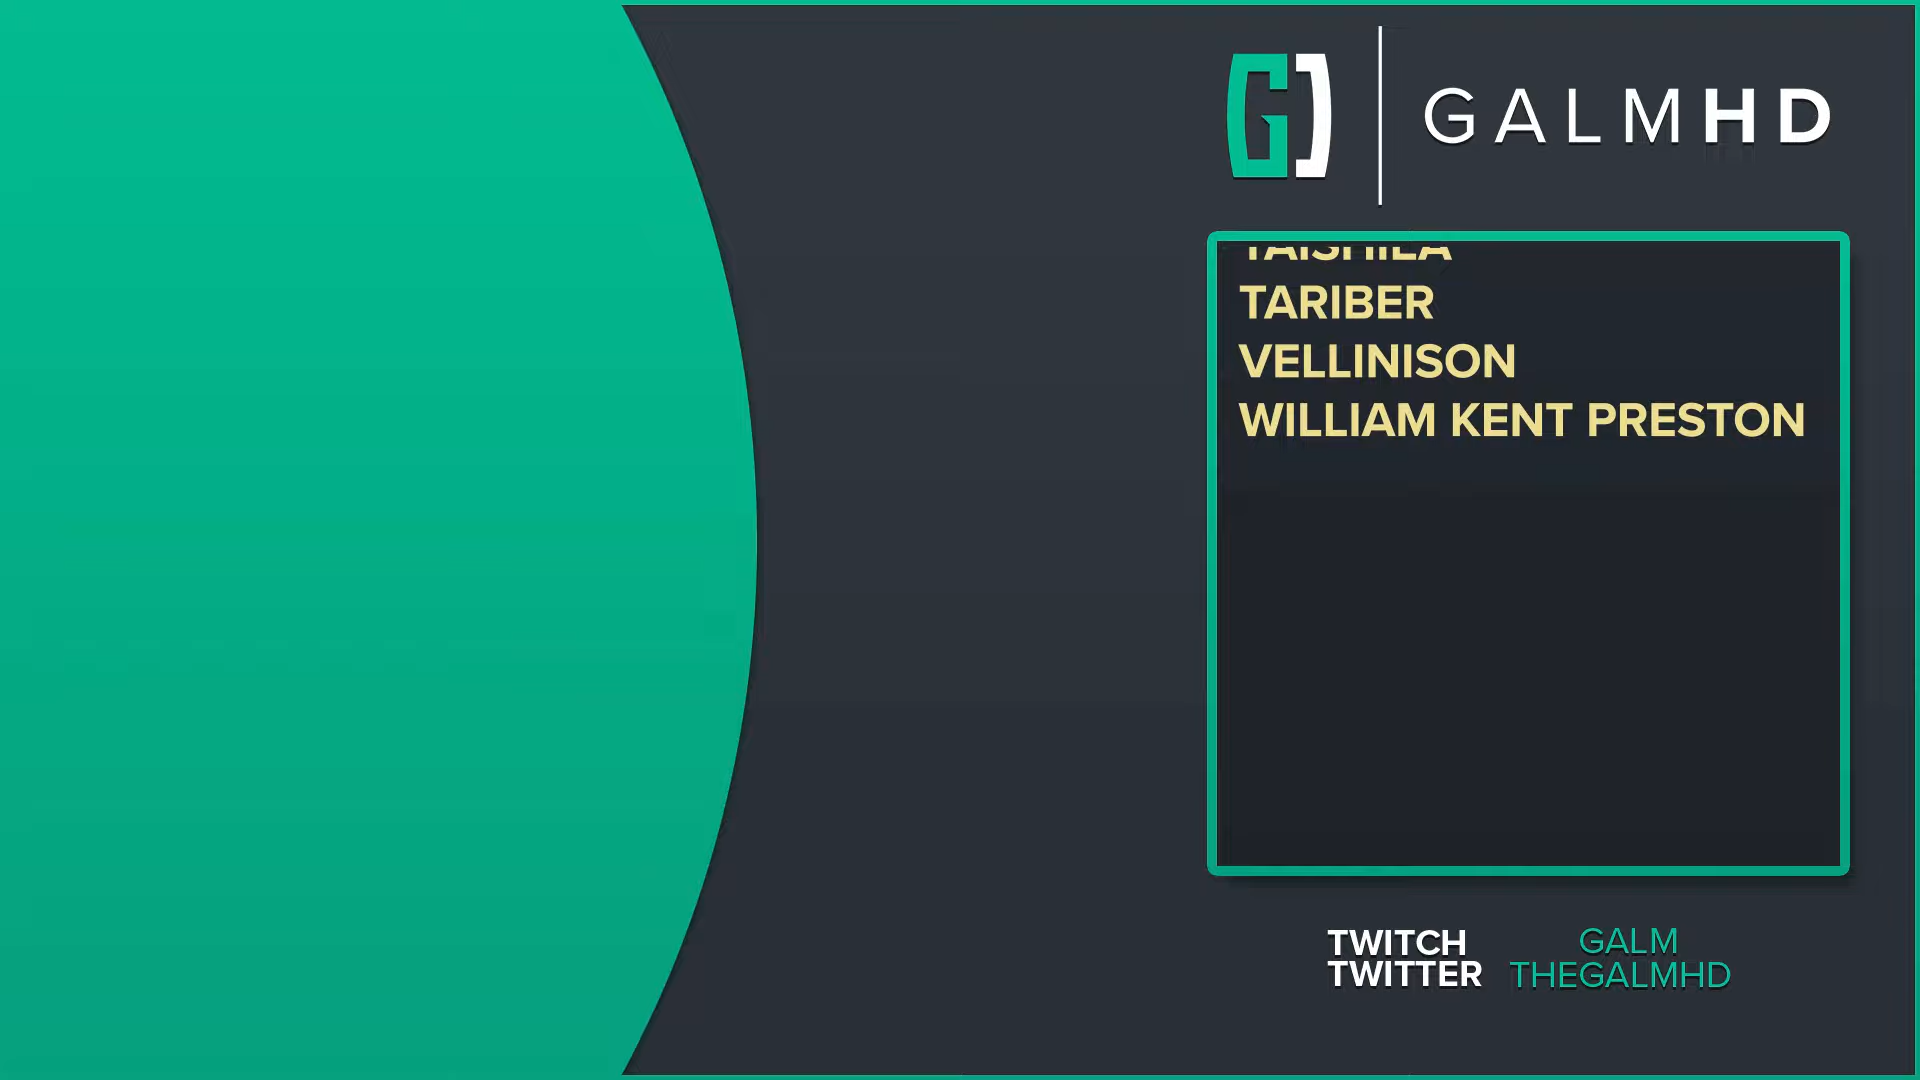 GALMHD
TARIBER
VELLINISON
WILLIAM KENT PRESTON
TWITCH GALM
TWITTER THEGALMHD